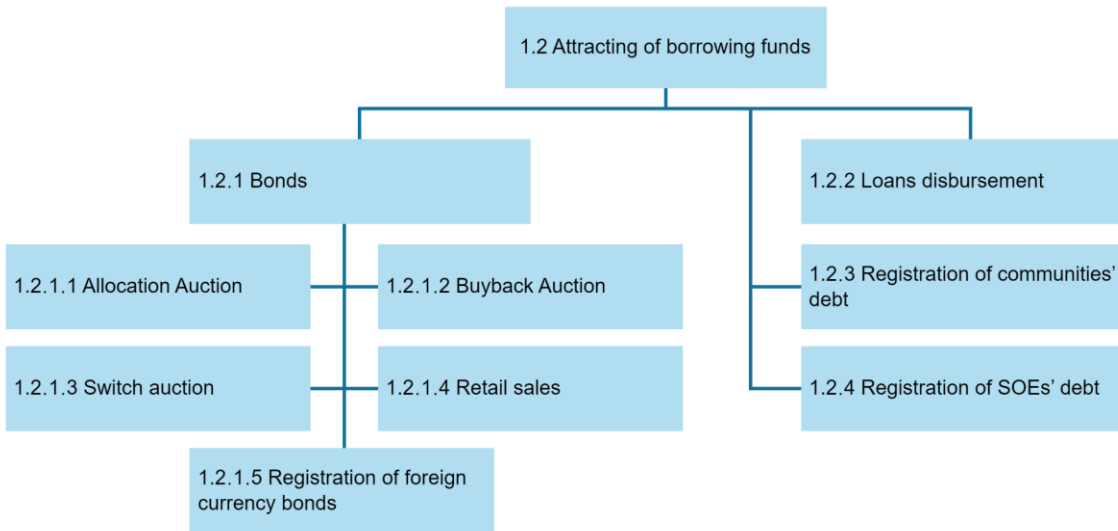 1.2 Attracting of borrowing funds
1.2.1 Bonds
1.2.2 Loans disbursement
1.2.1.1 Allocation Auction
1.2.1.2 Buyback Auction
1.2.3 Registration of communities’
debt
1.2.1.3 Switch auction
1.2.1.4 Retail sales
1.2.4 Registration of SOEs’ debt
1.2.1.5 Registration of foreign
currency bonds